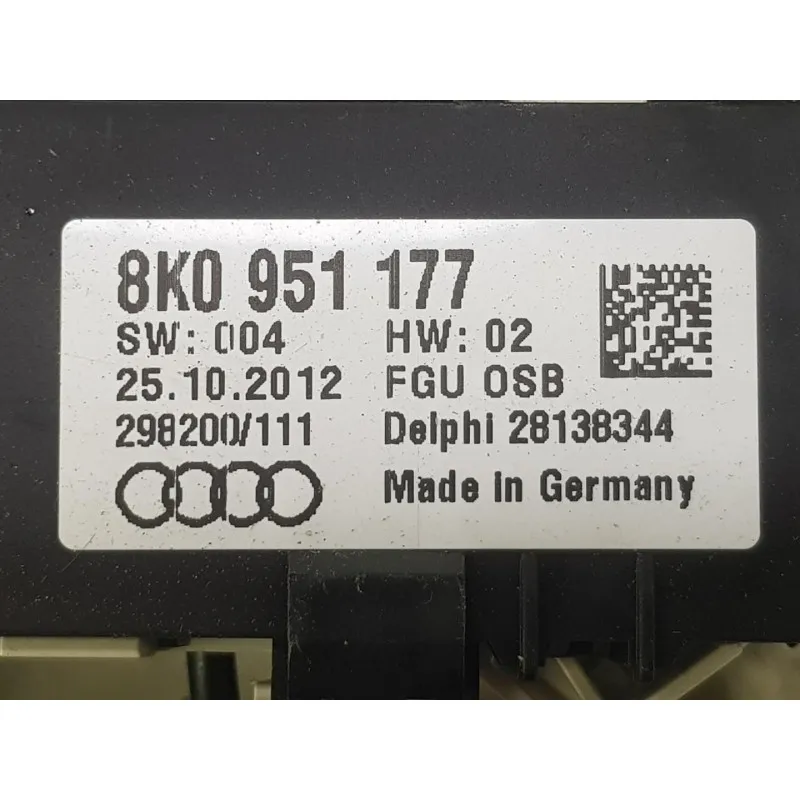 8K0 951 177
SW: 004 HW: 02
25.10.2012 FGU OSB
298200/111 Delphi 28138344
Made in Germany